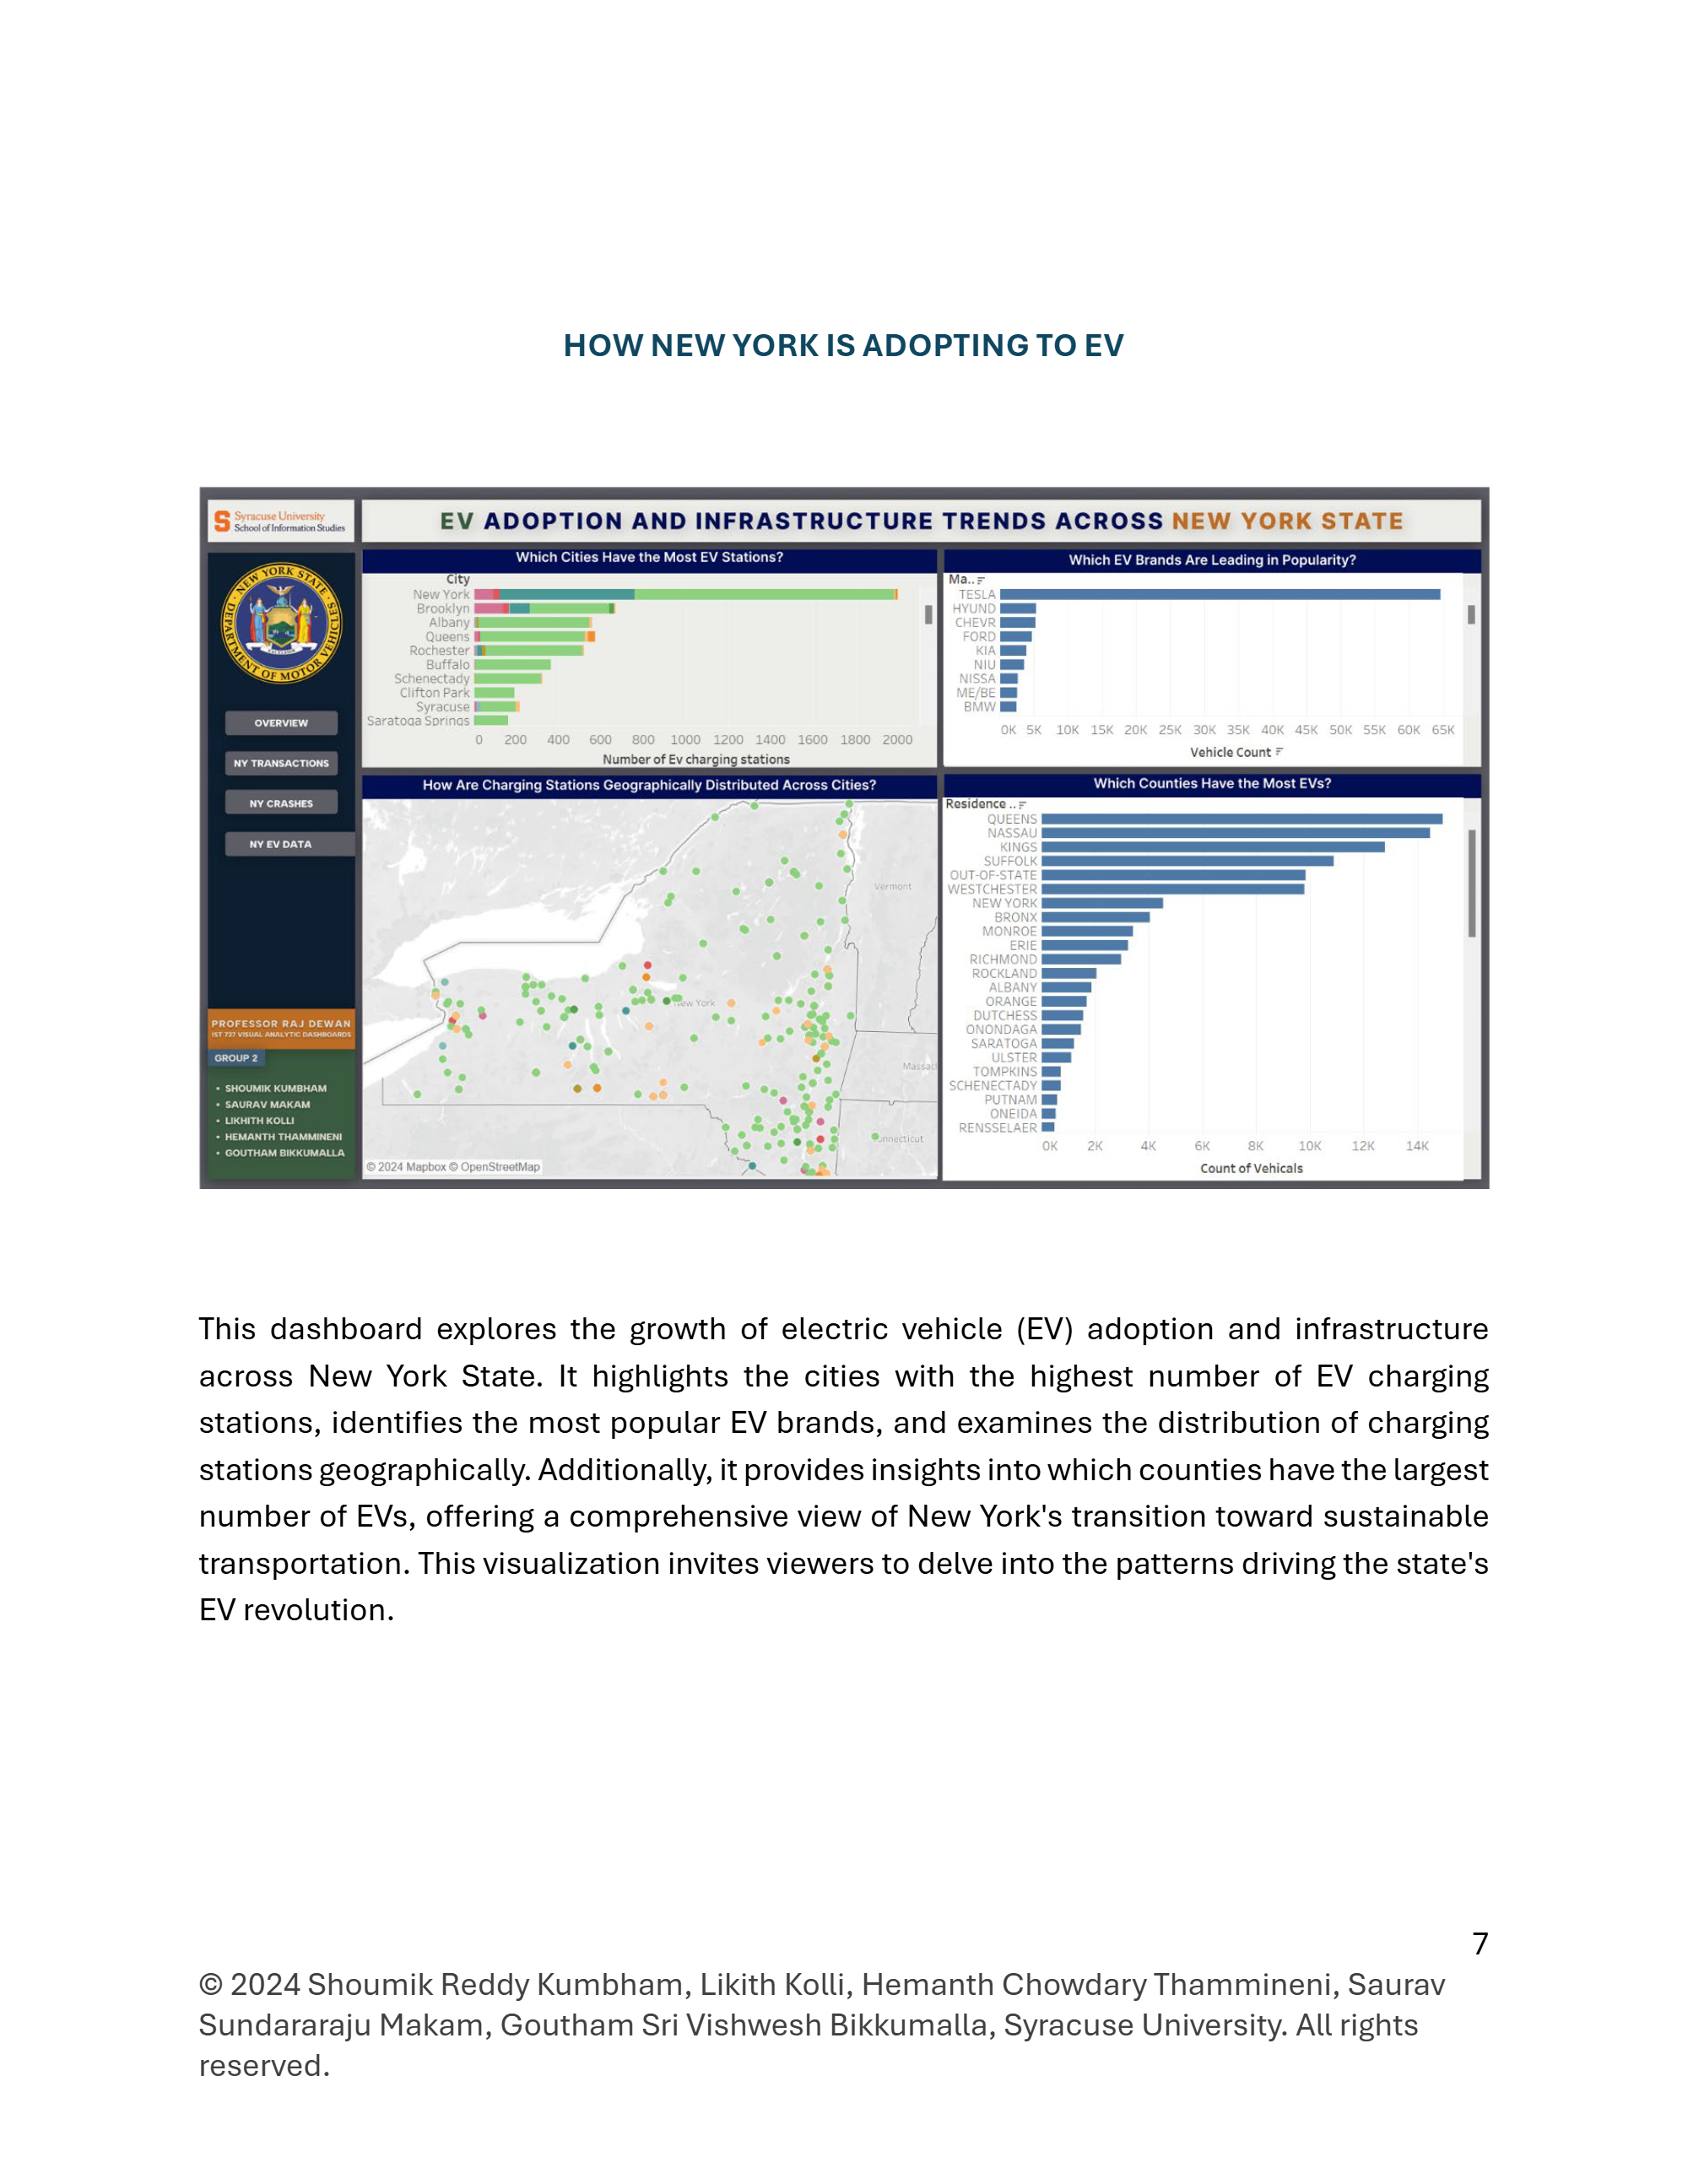 HOW NEW YORK IS ADOPTING TO EV
Syracuse University
School of Information Studies
EV ADOPTION AND INFRASTRUCTURE TRENDS ACROSS NEW YORK STATE
NEW YORK STATE
DEPARTMENT OF MOTOR VEHICLES
EXCELSIOR
OVERVIEW
NY TRANSACTIONS
NY CRASHES
NY EV DATA
PROFESSOR RAJ DEWAN
IST 737 VISUAL ANALYTIC DASHBOARDS
GROUP 2
• SHOUMIK KUMBHAM
• SAURAV MAKAM
• LIKHITH KOLLI
• HEMANTH THAMMINENI
• GOUTHAM BIKKUMALLA
Which Cities Have the Most EV Stations?
City
New York
Brooklyn
Albany
Queens
Rochester
Buffalo
Schenectady
Clifton Park
Syracuse
Saratoga Springs
0 200 400 600 800 1000 1200 1400 1600 1800 2000
Number of Ev charging stations
Which EV Brands Are Leading in Popularity?
Ma..
TESLA
HYUND
CHEVR
FORD
KIA
NIU
NISSA
ME/BE
BMW
0K 5K 10K 15K 20K 25K 30K 35K 40K 45K 50K 55K 60K 65K
Vehicle Count
How Are Charging Stations Geographically Distributed Across Cities?
Vermont
New York
Massac
onnecticut
© 2024 Mapbox © OpenStreetMap
Which Counties Have the Most EVs?
Residence ..
QUEENS
NASSAU
KINGS
SUFFOLK
OUT-OF-STATE
WESTCHESTER
NEW YORK
BRONX
MONROE
ERIE
RICHMOND
ROCKLAND
ALBANY
ORANGE
DUTCHESS
ONONDAGA
SARATOGA
ULSTER
TOMPKINS
SCHENECTADY
PUTNAM
ONEIDA
RENSSELAER
0K 2K 4K 6K 8K 10K 12K 14K
Count of Vehicals
This dashboard explores the growth of electric vehicle (EV) adoption and infrastructure
across New York State. It highlights the cities with the highest number of EV charging
stations, identifies the most popular EV brands, and examines the distribution of charging
stations geographically. Additionally, it provides insights into which counties have the largest
number of EVs, offering a comprehensive view of New York's transition toward sustainable
transportation. This visualization invites viewers to delve into the patterns driving the state's
EV revolution.
7
© 2024 Shoumik Reddy Kumbham, Likith Kolli, Hemanth Chowdary Thammineni, Saurav
Sundararaju Makam, Goutham Sri Vishwesh Bikkumalla, Syracuse University. All rights
reserved.